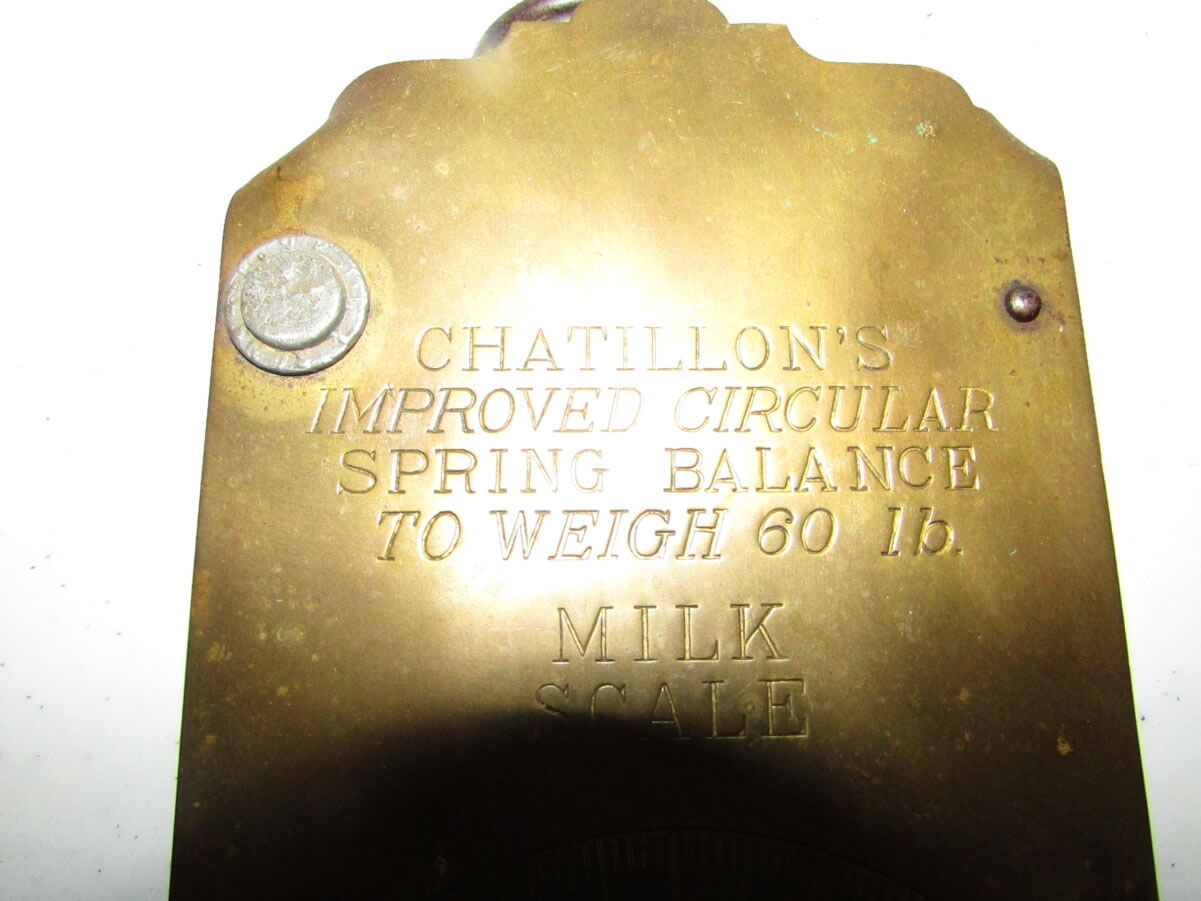 CHATILLON'S
IMPROVED CIRCULAR
SPRING BALANCE
TO WEIGH 60 lb.
MILK
SCALE